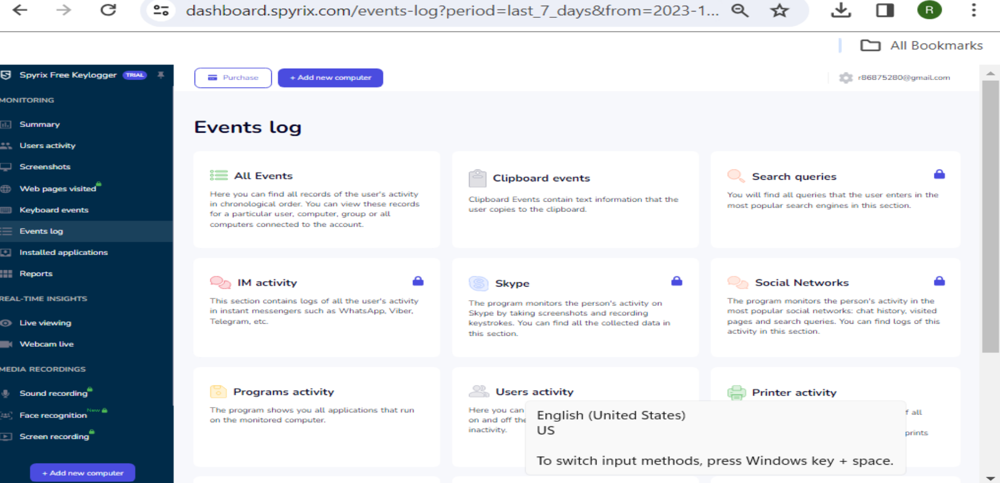 dashboard.spyrix.com/events-log?period=last_7_days&from=2023-1...
R
All Bookmarks
Spyrix Free Keylogger TRIAL
Purchase
+ Add new computer
r86875280@gmail.com
MONITORING
Summary
Users activity
Screenshots
Web pages visited
Keyboard events
Events log
Installed applications
Reports
REAL-TIME INSIGHTS
Live viewing
Webcam live
MEDIA RECORDINGS
Sound recording
Face recognition New
Screen recording
+ Add new computer
Events log
All Events
Here you can find all records of the user's activity
in chronological order. You can view these records
for a particular user, computer, group or all
computers connected to the account.
Clipboard events
Clipboard Events contain text information that the
user copies to the clipboard.
Search queries
You will find all queries that the user enters in the
most popular search engines in this section.
IM activity
This section contains logs of all the user's activity
in instant messengers such as WhatsApp, Viber,
Telegram, etc.
Skype
The program monitors the person's activity on
Skype by taking screenshots and recording
keystrokes. You can find all the collected data in
this section.
Social Networks
The program monitors the person's activity in the
most popular social networks: chat history, visited
pages and search queries. You can find logs of this
activity in this section.
Programs activity
The program shows you all applications that run
on the monitored computer.
Users activity
Here you can
on and off the
inactivity.
Printer activity
f all
prints
English (United States)
US
To switch input methods, press Windows key + space.